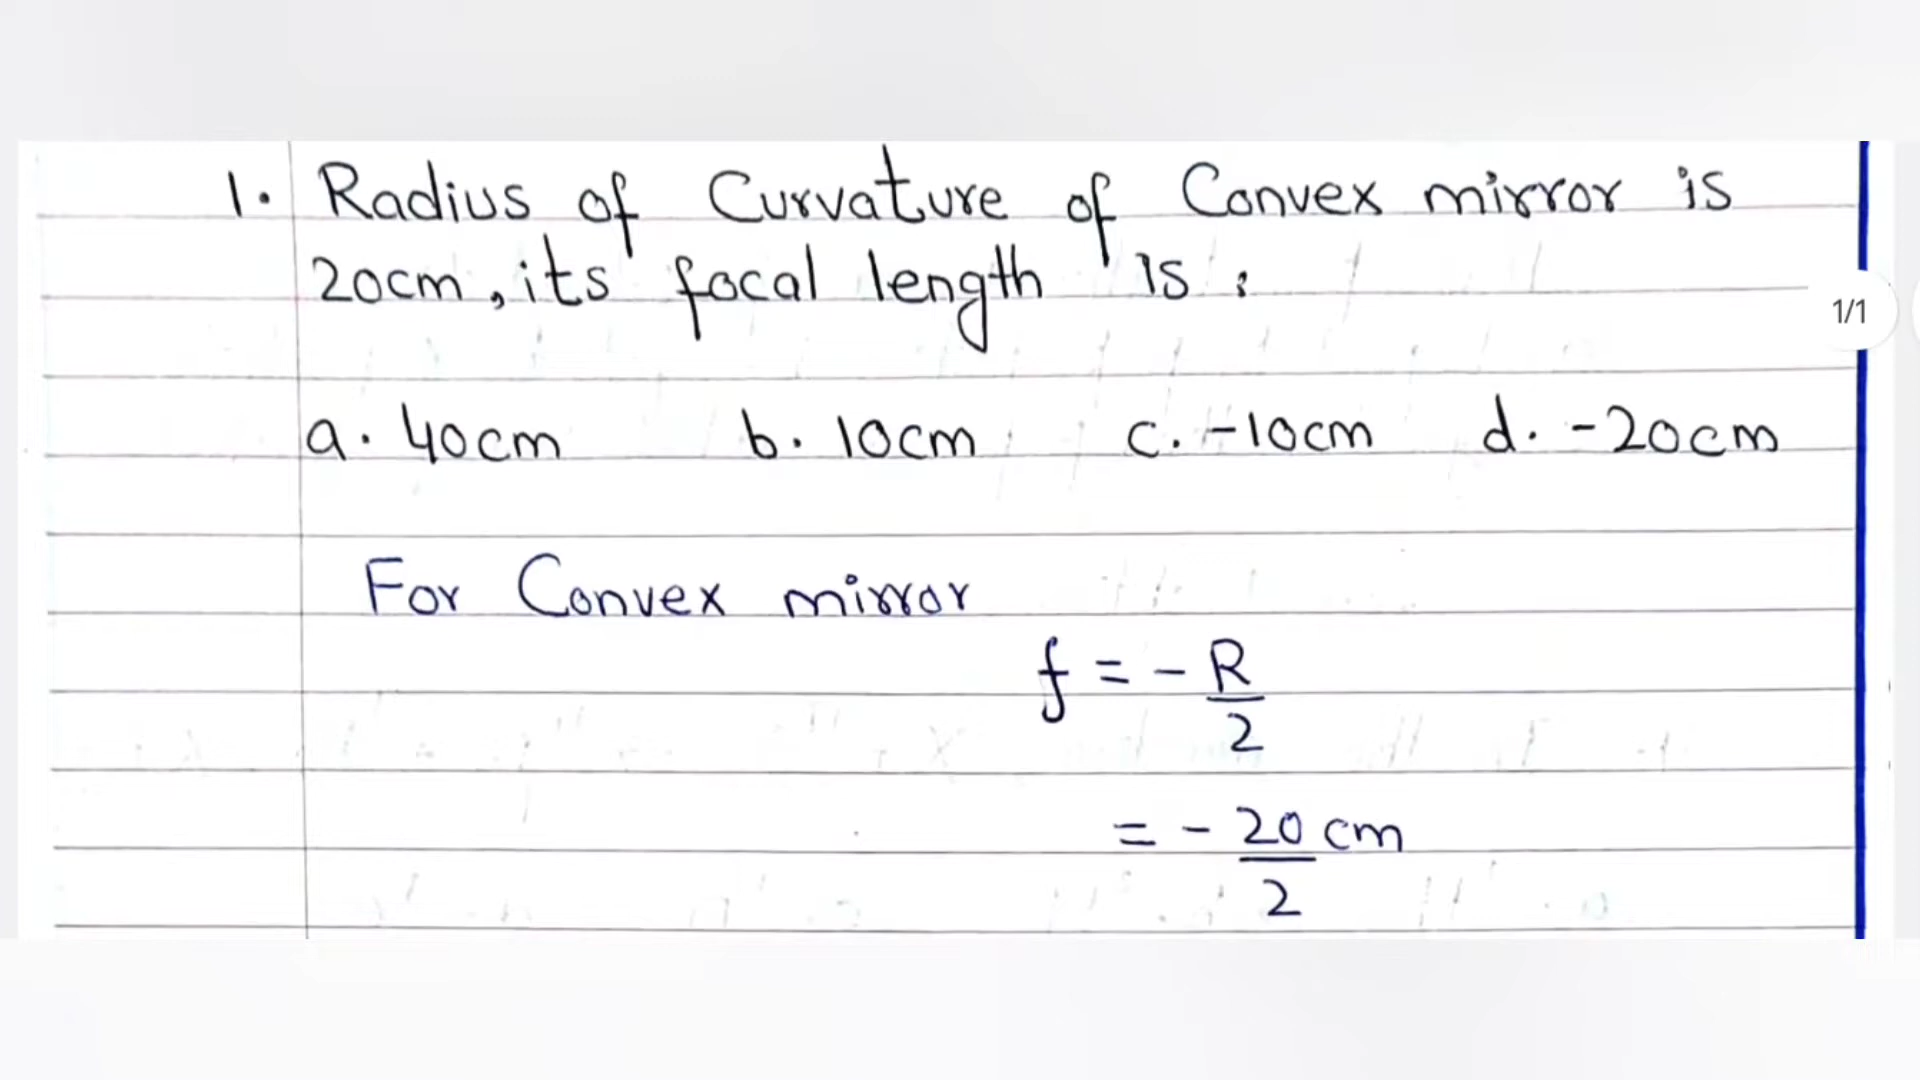 1. Radius of Curvature of Convex mirror is
20cm, its focal length is :
1/1
a. 40cm b. 10cm c. -10cm d. -20cm
For Convex mirror
f = - R/2
= - 20/2 cm